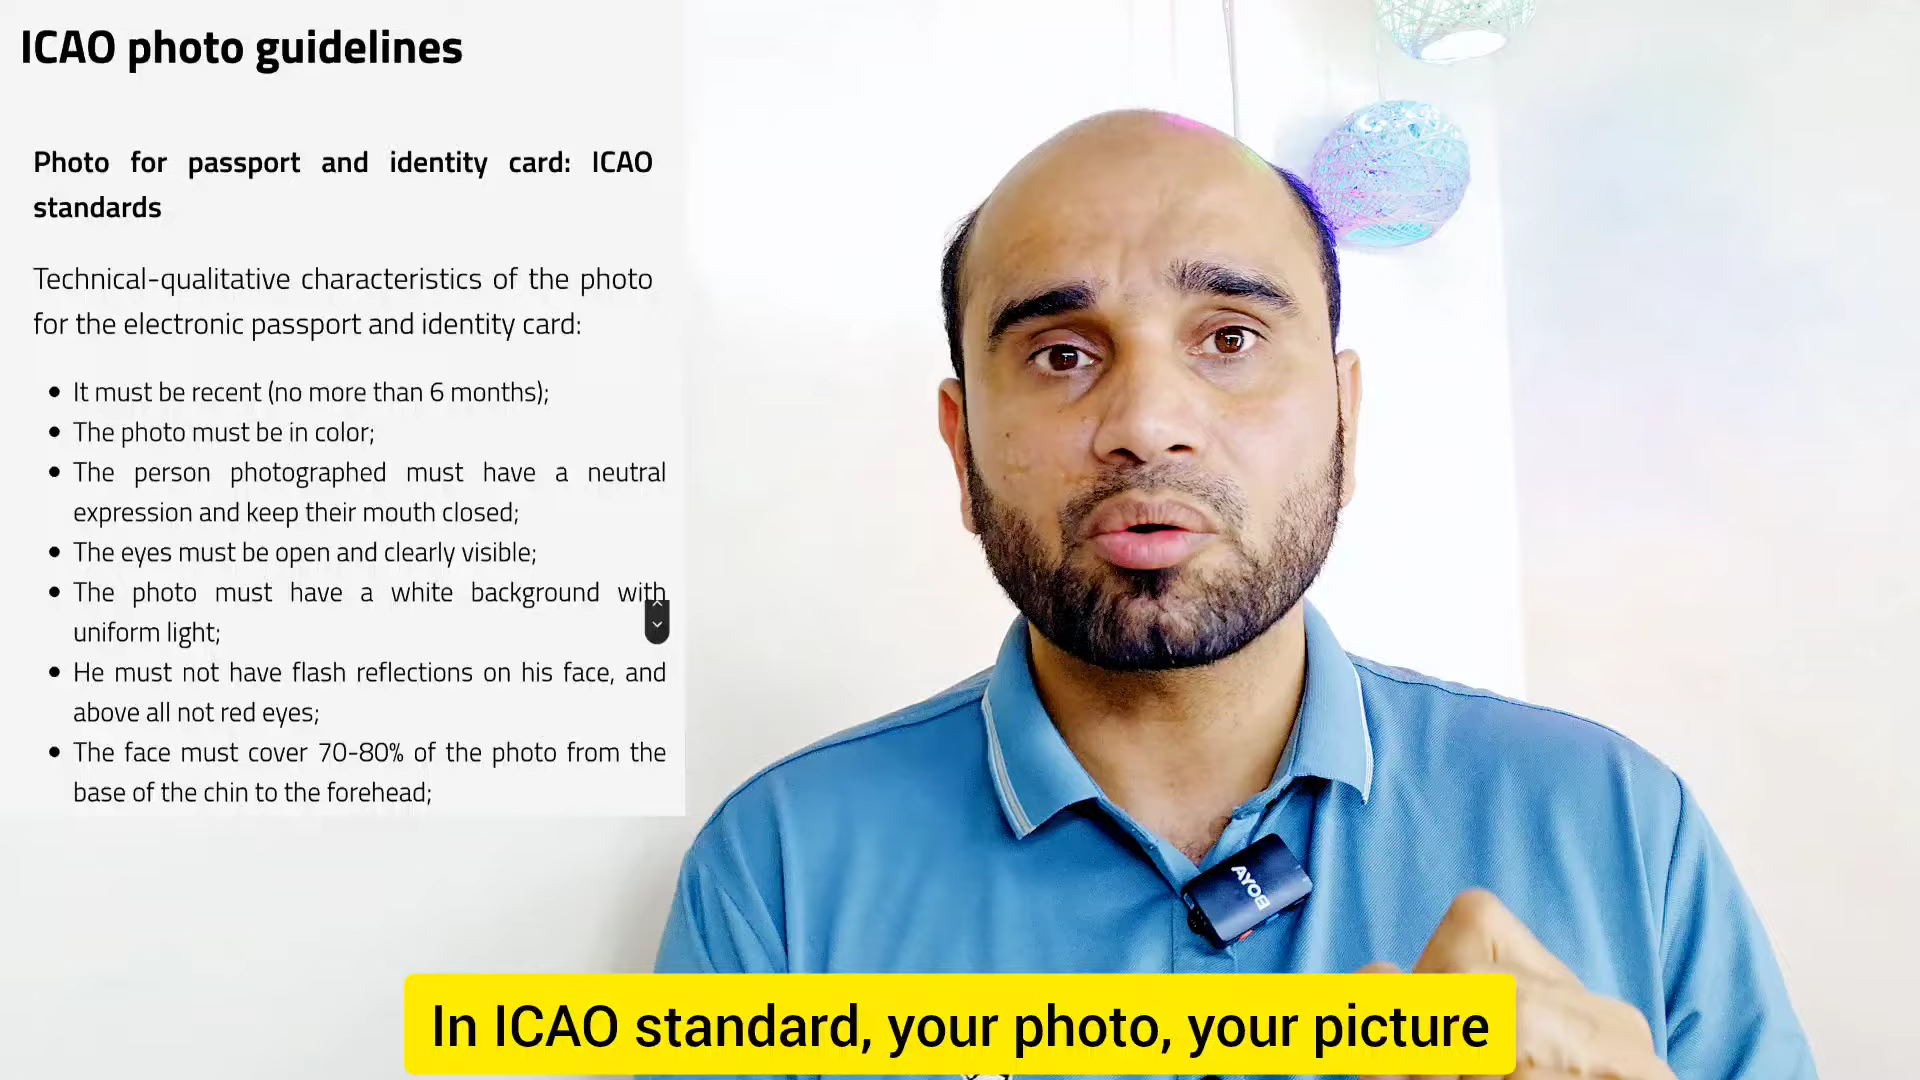 ICAO photo guidelines
Photo for passport and identity card: ICAO
standards
Technical-qualitative characteristics of the photo
for the electronic passport and identity card:
• It must be recent (no more than 6 months);
• The photo must be in color;
• The person photographed must have a neutral
expression and keep their mouth closed;
• The eyes must be open and clearly visible;
• The photo must have a white background with
uniform light;
• He must not have flash reflections on his face, and
above all not red eyes;
• The face must cover 70-80% of the photo from the
base of the chin to the forehead;
BOYA
In ICAO standard, your photo, your picture